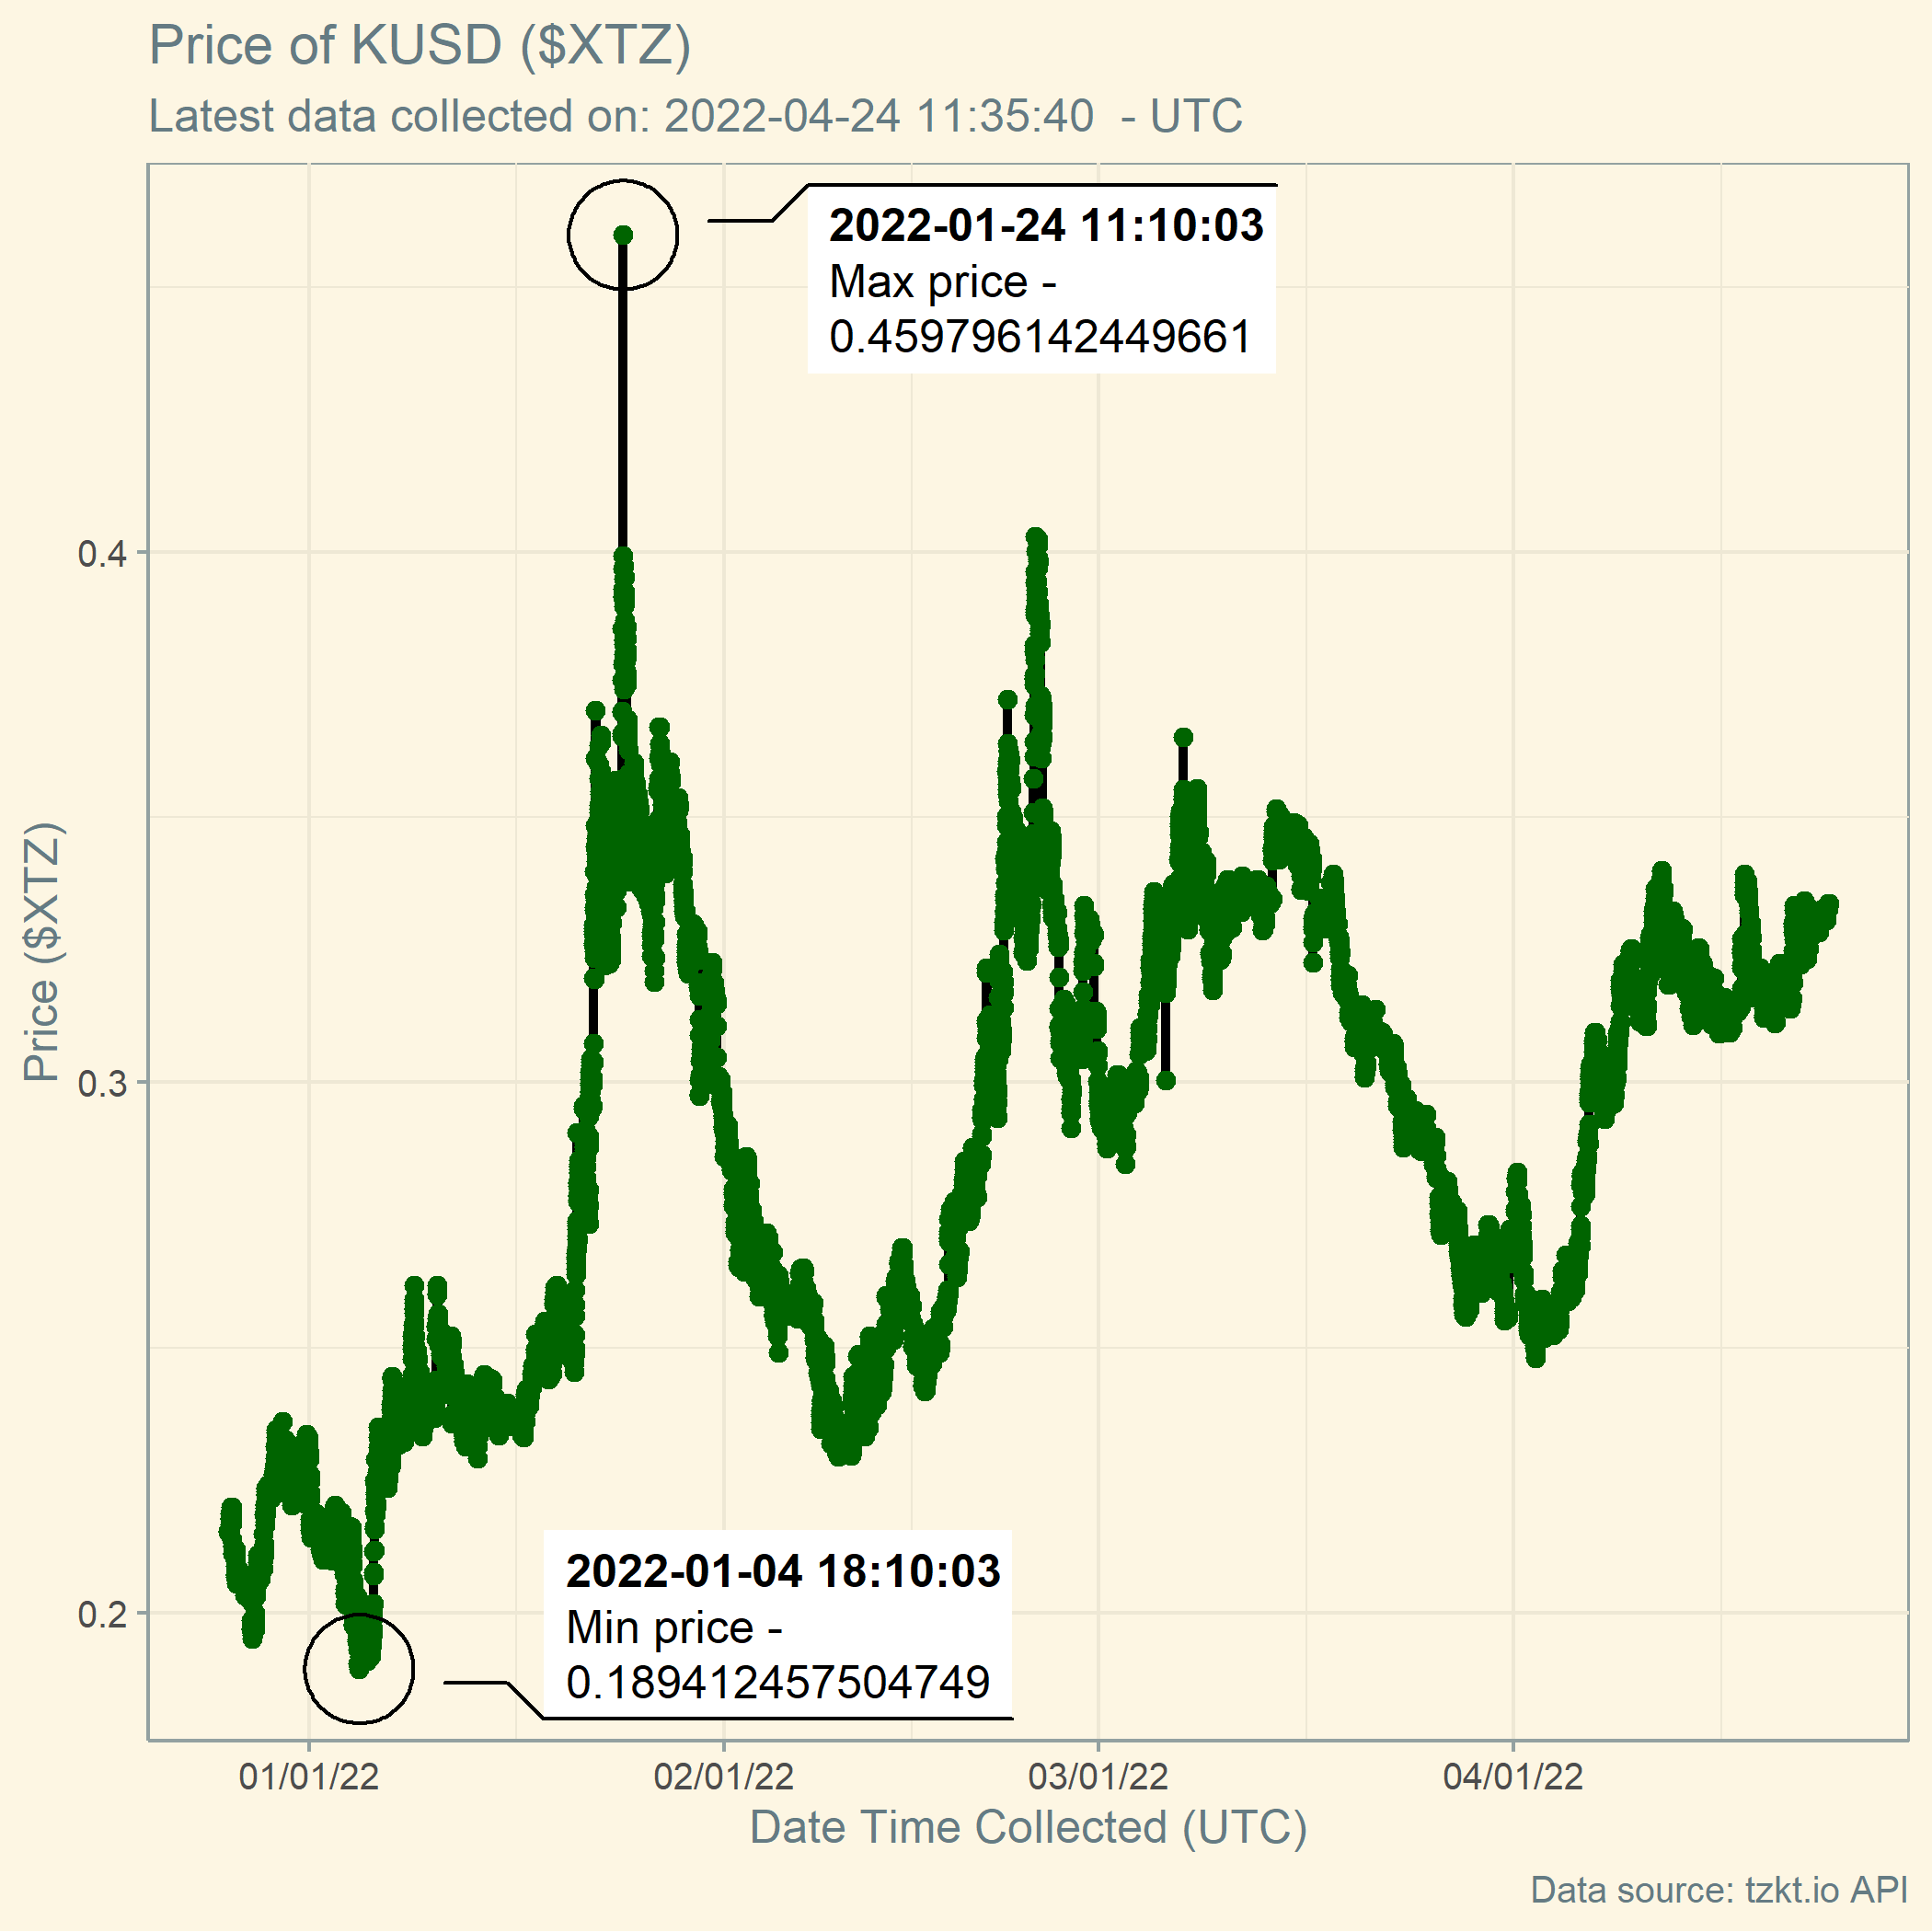 Price of KUSD ($XTZ)
Latest data collected on: 2022-04-24 11:35:40  - UTC
2022-01-24 11:10:03
Max price -
0.459796142449661
0.4
Price ($XTZ)
0.3
2022-01-04 18:10:03
Min price -
0.189412457504749
0.2
01/01/22
02/01/22
03/01/22
04/01/22
Date Time Collected (UTC)
Data source: tzkt.io API